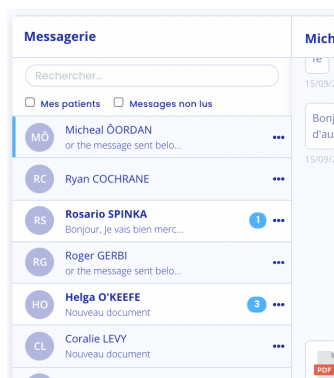 Messagerie
Mich
Rechercher...
Mes patients
Messages non lus
15/09/2
MÔ
Micheal ÔORDAN
or the message sent belo...
Bonj
d'au
15/09/2
RC
Ryan COCHRANE
RS
Rosario SPINKA
Bonjour, Je vais bien merc...
1
RG
Roger GERBI
or the message sent belo...
HO
Helga O'KEEFE
Nouveau document
3
CL
Coralie LEVY
Nouveau document
PDF